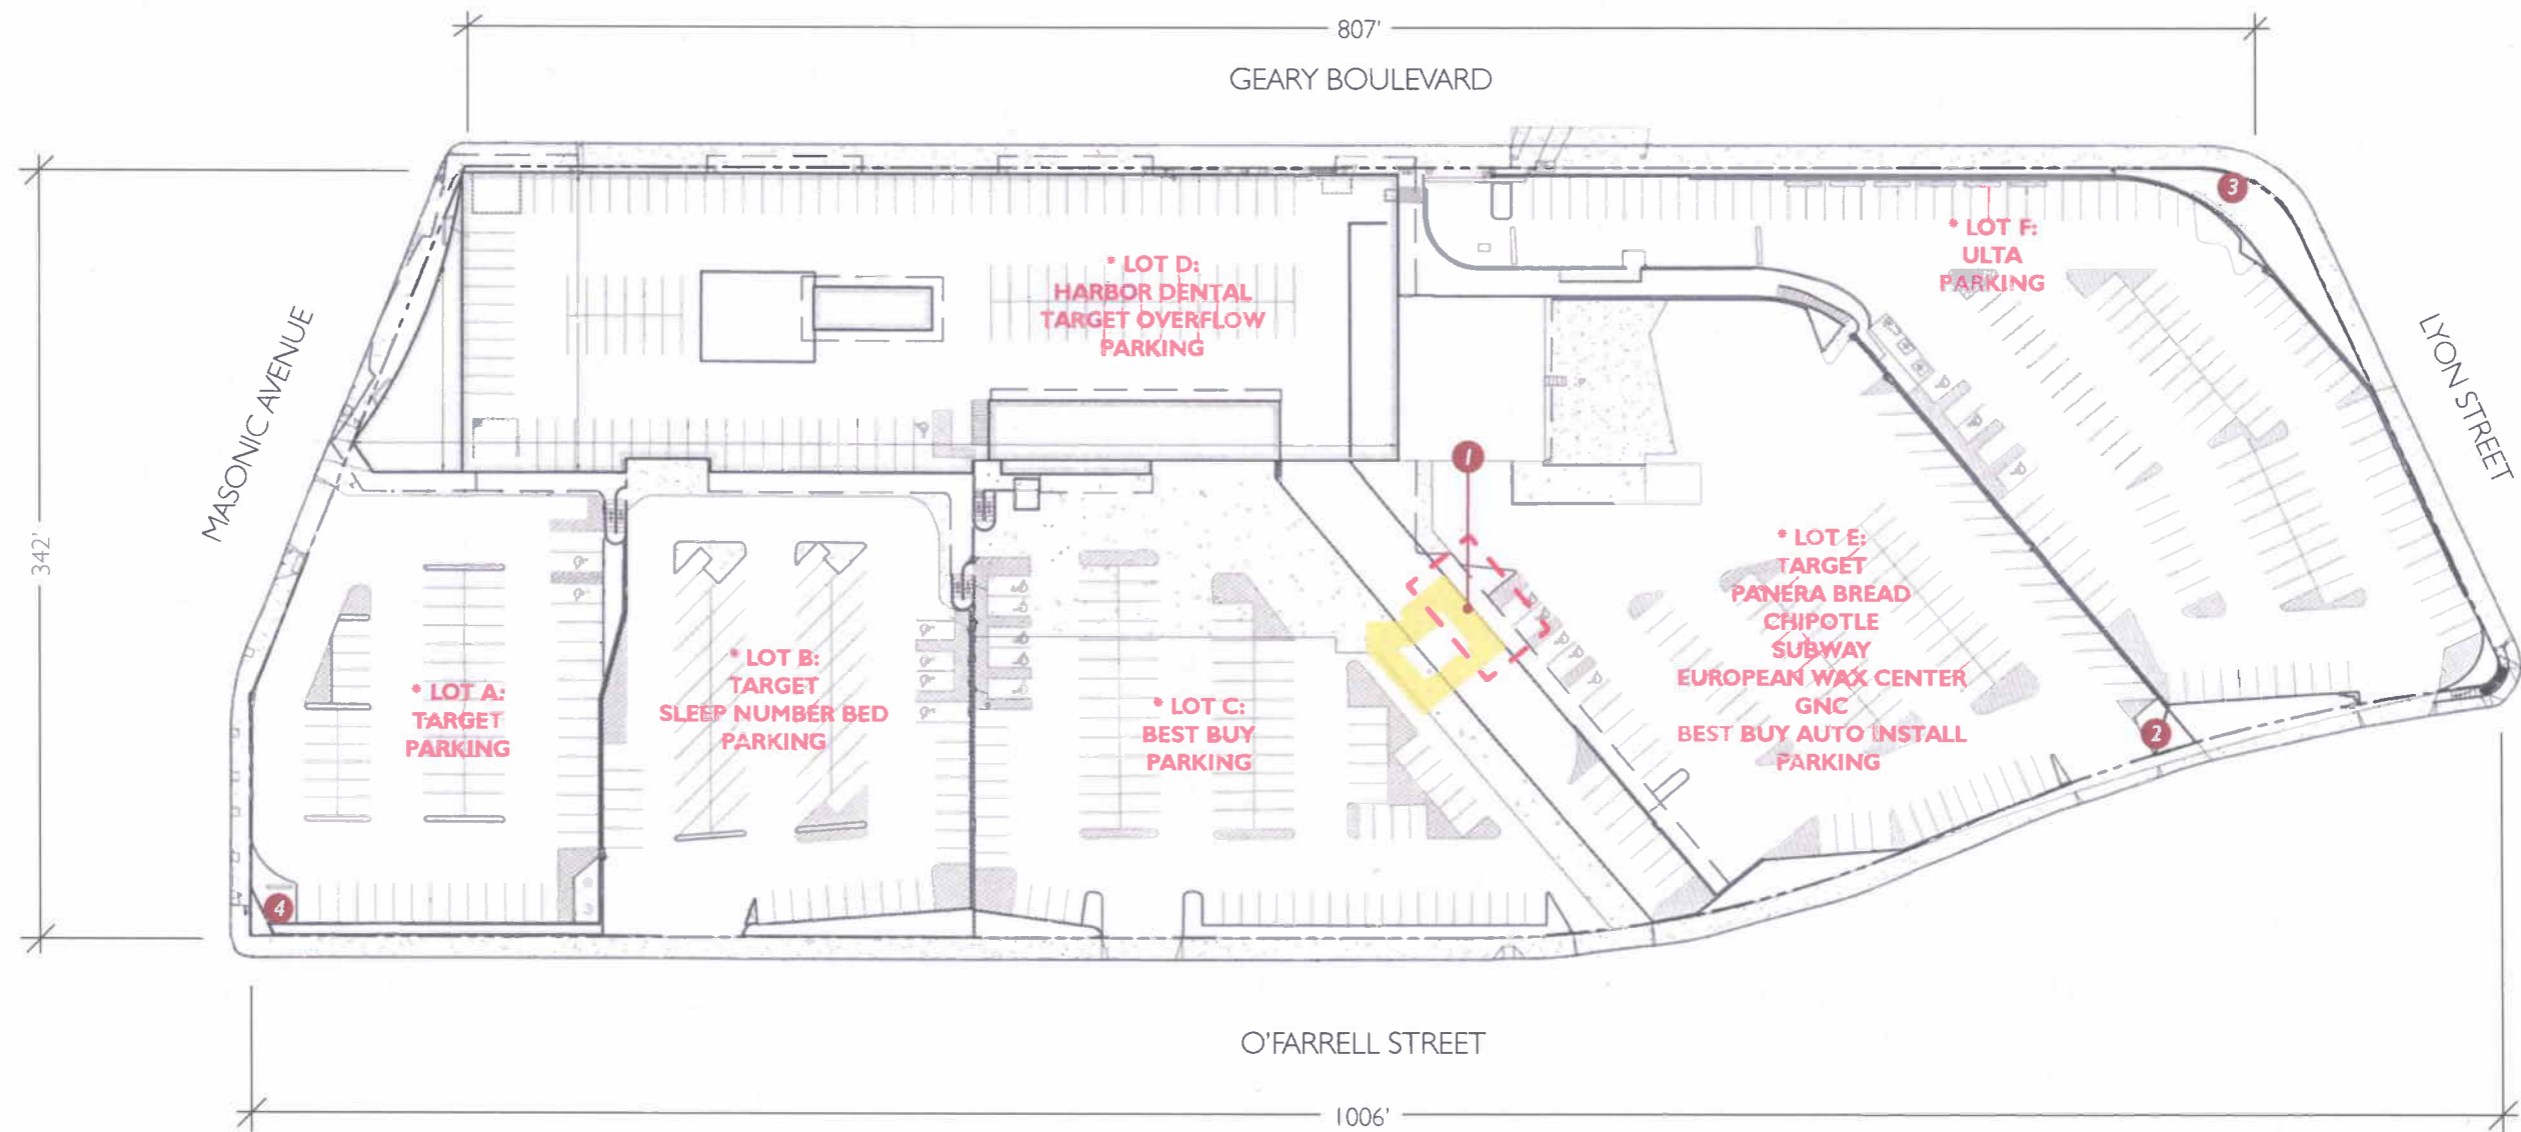 807'
GEARY BOULEVARD
3
* LOT F:
ULTA
PARKING
* LOT D:
HARBOR DENTAL
TARGET OVERFLOW
PARKING
MASONIC AVENUE
LYON STREET
342'
1
* LOT E:
TARGET
PANERA BREAD
CHIPOTLE
SUBWAY
EUROPEAN WAX CENTER
GNC
BEST BUY AUTO INSTALL
PARKING
* LOT A:
TARGET
PARKING
* LOT B:
TARGET
SLEEP NUMBER BED
PARKING
* LOT C:
BEST BUY
PARKING
2
4
O'FARRELL STREET
1006'